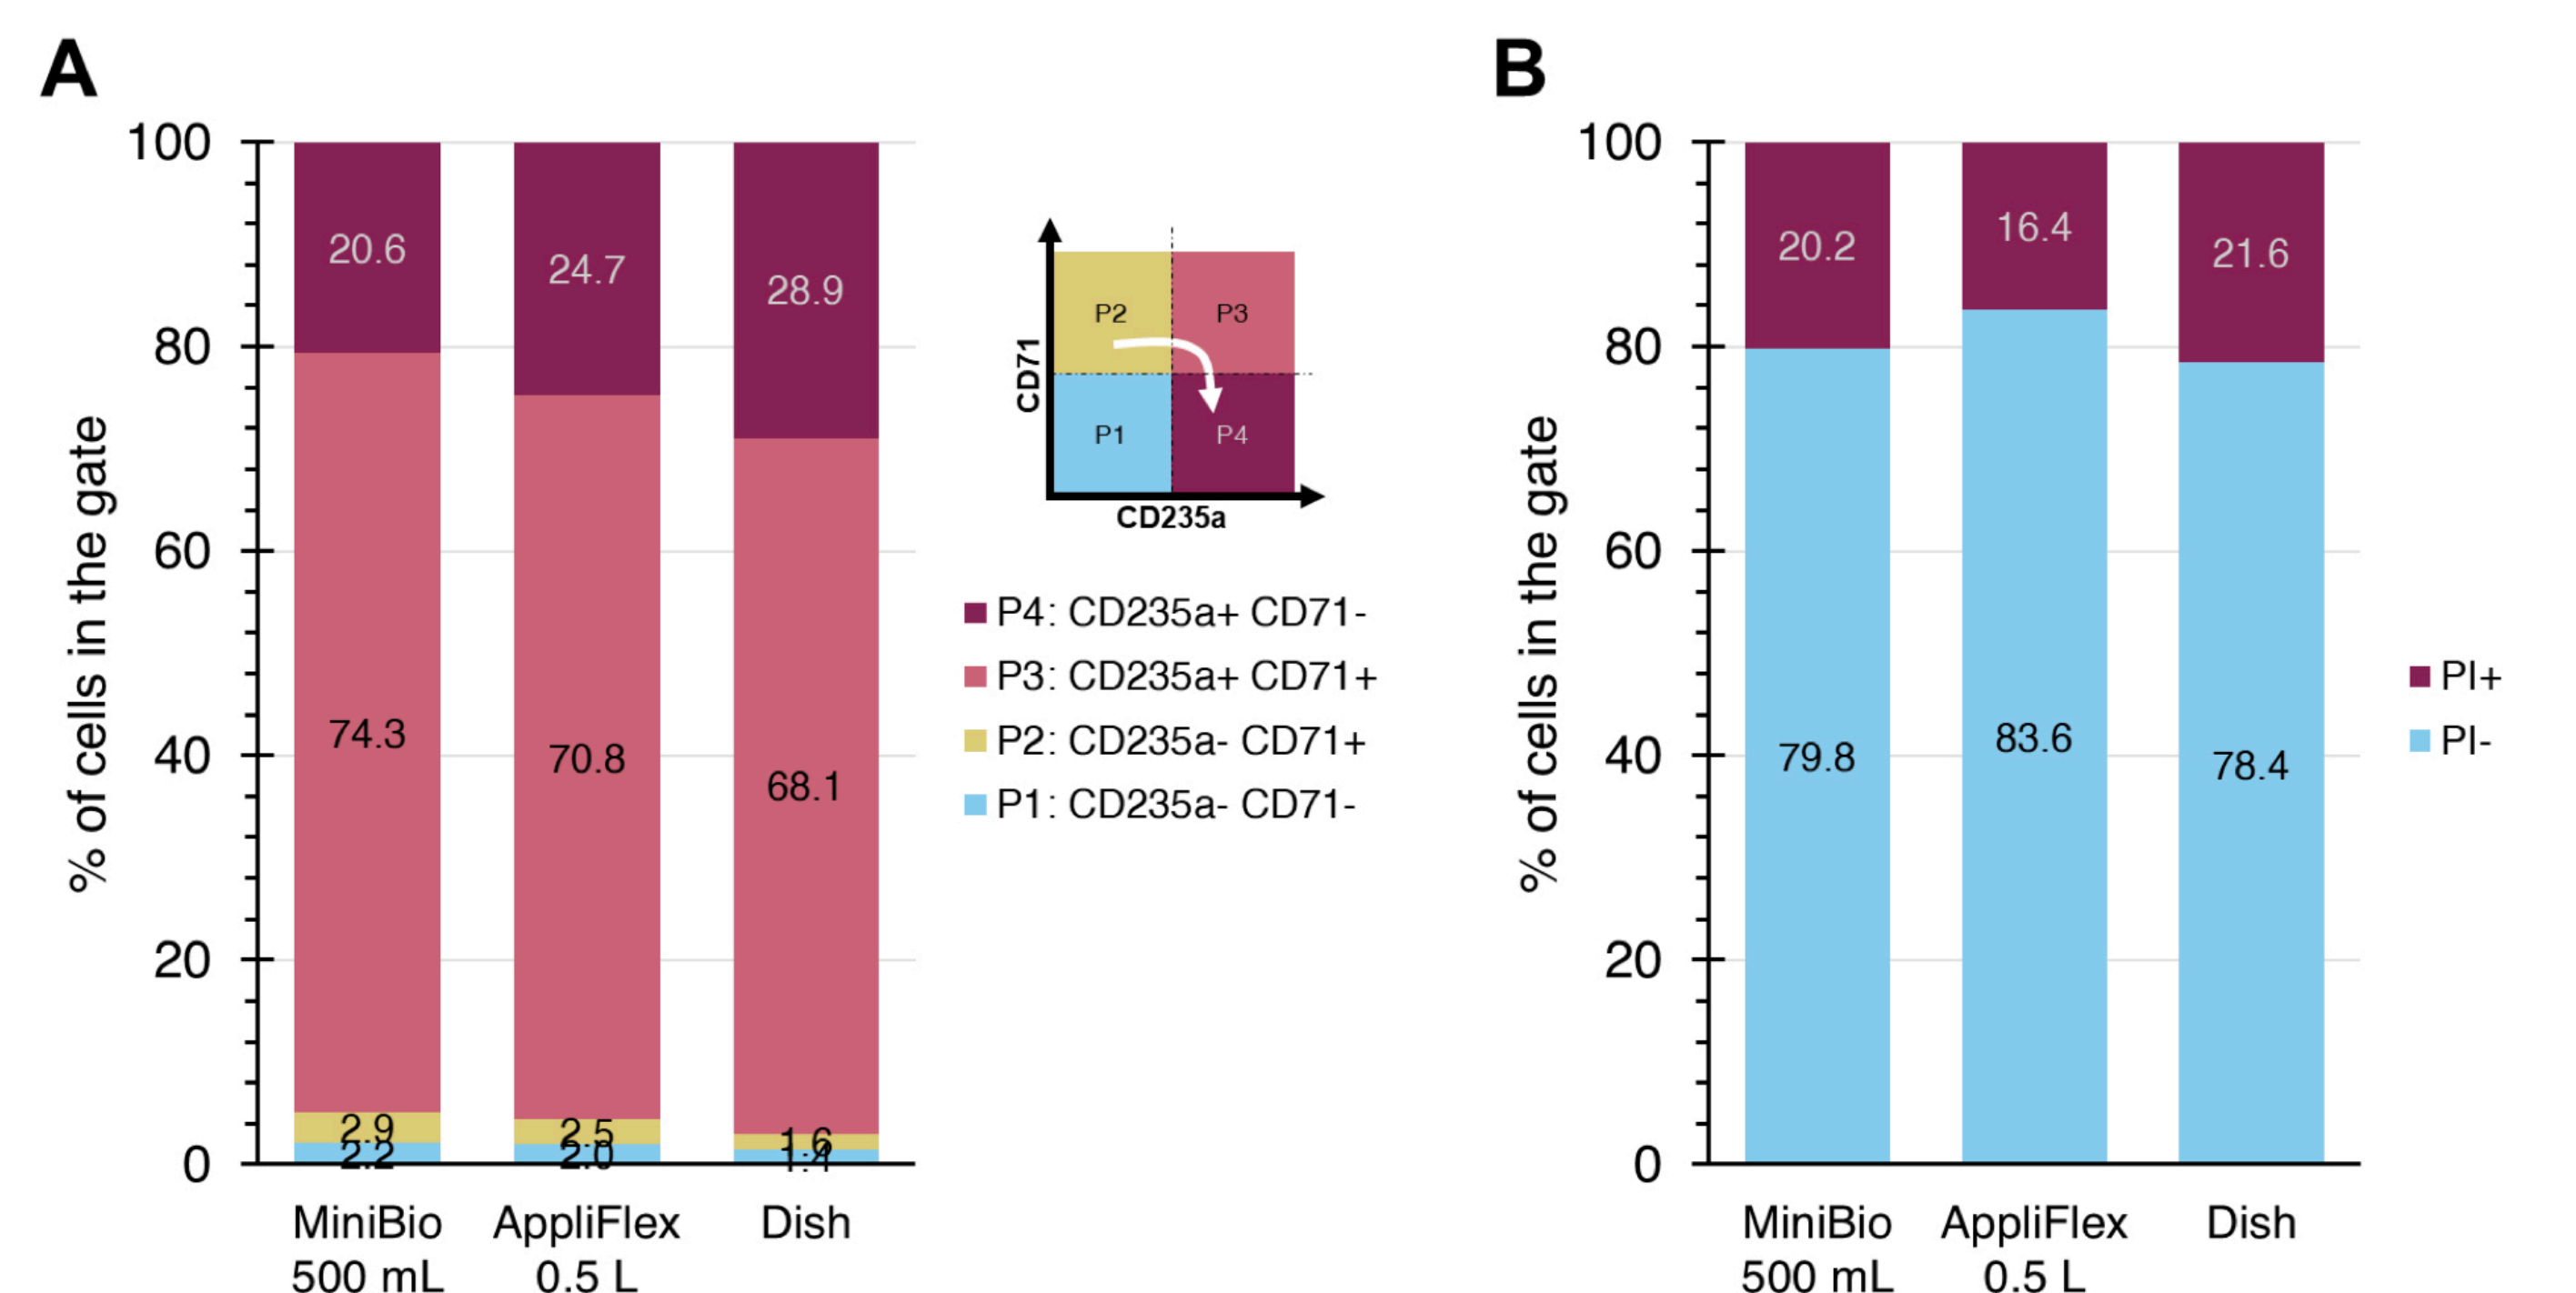 A
100
80
60
40
20
0
% of cells in the gate
20.6
24.7
28.9
74.3
70.8
68.1
2.9
2.5
1.6
2.2
2.0
1.4
MiniBio
500 mL
AppliFlex
0.5 L
Dish
CD71
P2
P3
P1
P4
CD235a
P4: CD235a+ CD71-
P3: CD235a+ CD71+
P2: CD235a- CD71+
P1: CD235a- CD71-
B
100
80
60
40
20
0
% of cells in the gate
20.2
16.4
21.6
79.8
83.6
78.4
MiniBio
500 mL
AppliFlex
0.5 L
Dish
PI+
PI-